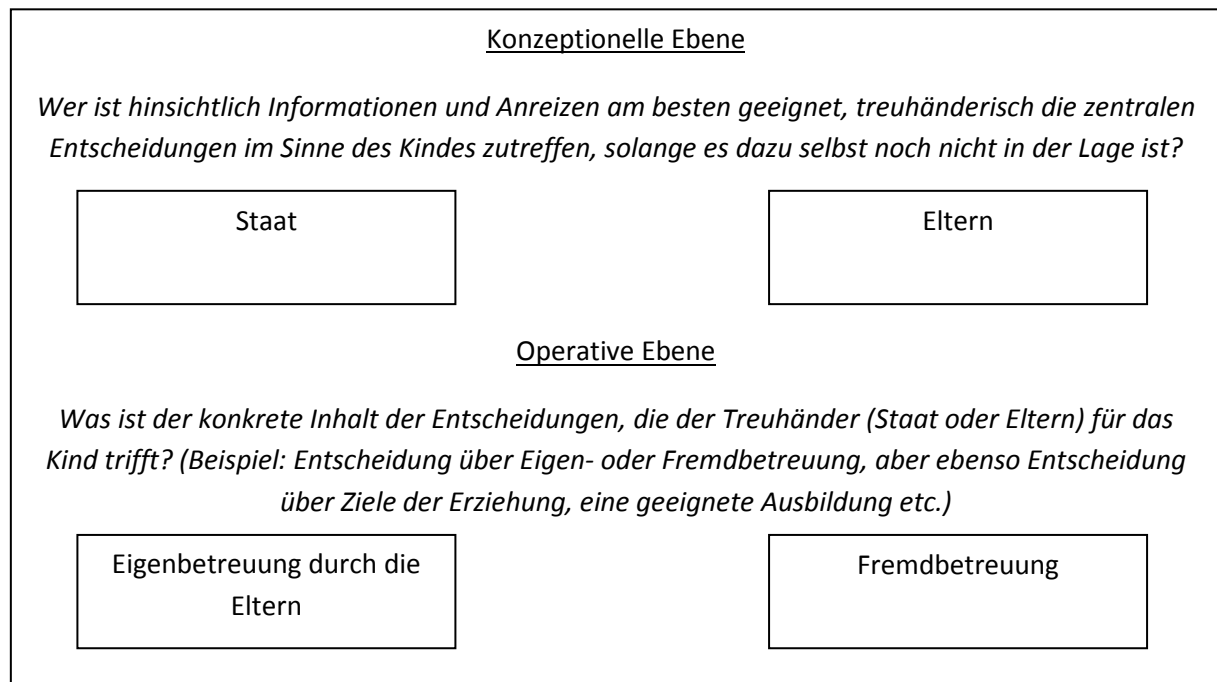 Konzeptionelle Ebene
Wer ist hinsichtlich Informationen und Anreizen am besten geeignet, treuhänderisch die zentralen
Entscheidungen im Sinne des Kindes zutreffen, solange es dazu selbst noch nicht in der Lage ist?
Staat
Eltern
Operative Ebene
Was ist der konkrete Inhalt der Entscheidungen, die der Treuhänder (Staat oder Eltern) für das
Kind trifft? (Beispiel: Entscheidung über Eigen- oder Fremdbetreuung, aber ebenso Entscheidung
über Ziele der Erziehung, eine geeignete Ausbildung etc.)
Eigenbetreuung durch die
Eltern
Fremdbetreuung